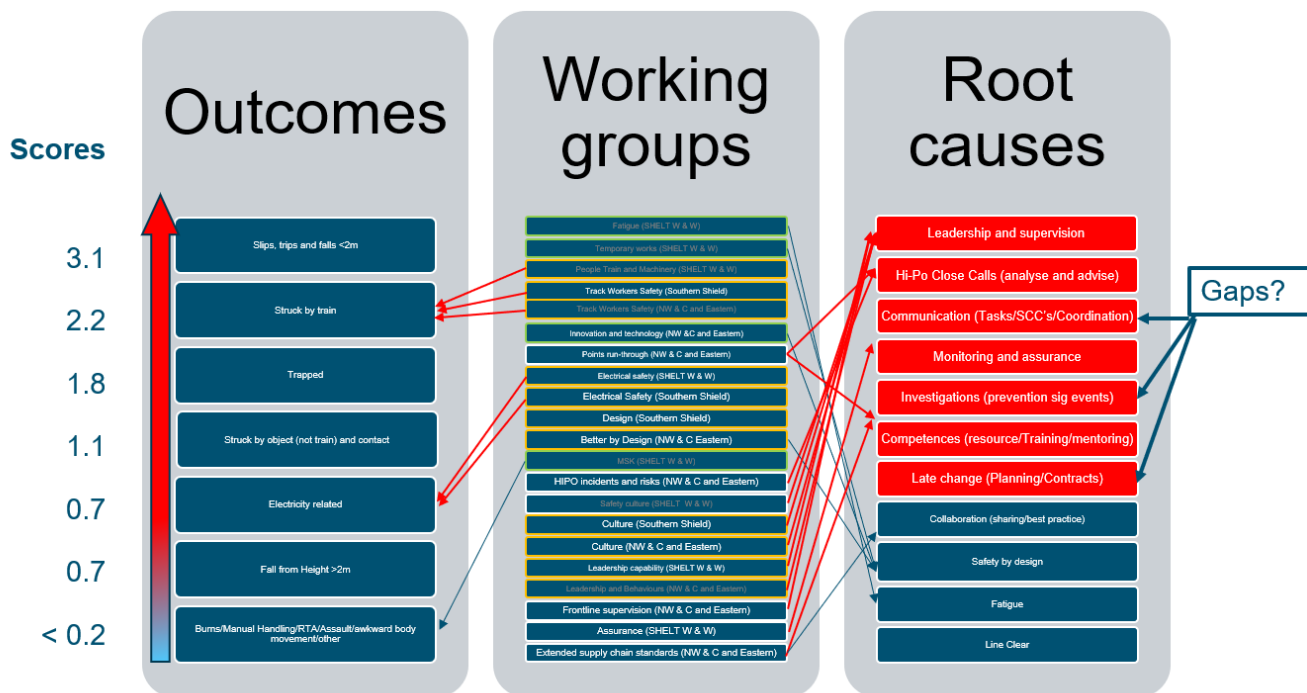 Outcomes
Working
groups
Root
causes
Scores
3.1
2.2
1.8
1.1
0.7
0.7
< 0.2
Slips, trips and falls <2m
Struck by train
Trapped
Struck by object (not train) and contact
Electricity related
Fall from Height >2m
Burns/Manual Handling/RTA/Assault/awkward body
movement/other
Fatigue (SHELT W & W)
Temporary works (SHELT W & W)
People Train and Machinery (SHELT W & W)
Track Workers Safety (Southern Shield)
Track Workers Safety (NW & C and Eastern)
Innovation and technology (NW &C and Eastern)
Points run-through (NW & C and Eastern)
Electrical safety (SHELT W & W)
Electrical Safety (Southern Shield)
Design (Southern Shield)
Better by Design (NW & C Eastern)
MSK (SHELT W & W)
HIPO incidents and risks (NW & C and Eastern)
Safety culture (SHELT W & W)
Culture (Southern Shield)
Culture (NW & C and Eastern)
Leadership capability (SHELT W & W)
Leadership and Behaviours (NW & C and Eastern)
Frontline supervision (NW & C and Eastern)
Assurance (SHELT W & W)
Extended supply chain standards (NW & C and Eastern)
Leadership and supervision
Hi-Po Close Calls (analyse and advise)
Communication (Tasks/SCC's/Coordination)
Monitoring and assurance
Investigations (prevention sig events)
Competences (resource/Training/mentoring)
Late change (Planning/Contracts)
Collaboration (sharing/best practice)
Safety by design
Fatigue
Line Clear
Gaps?